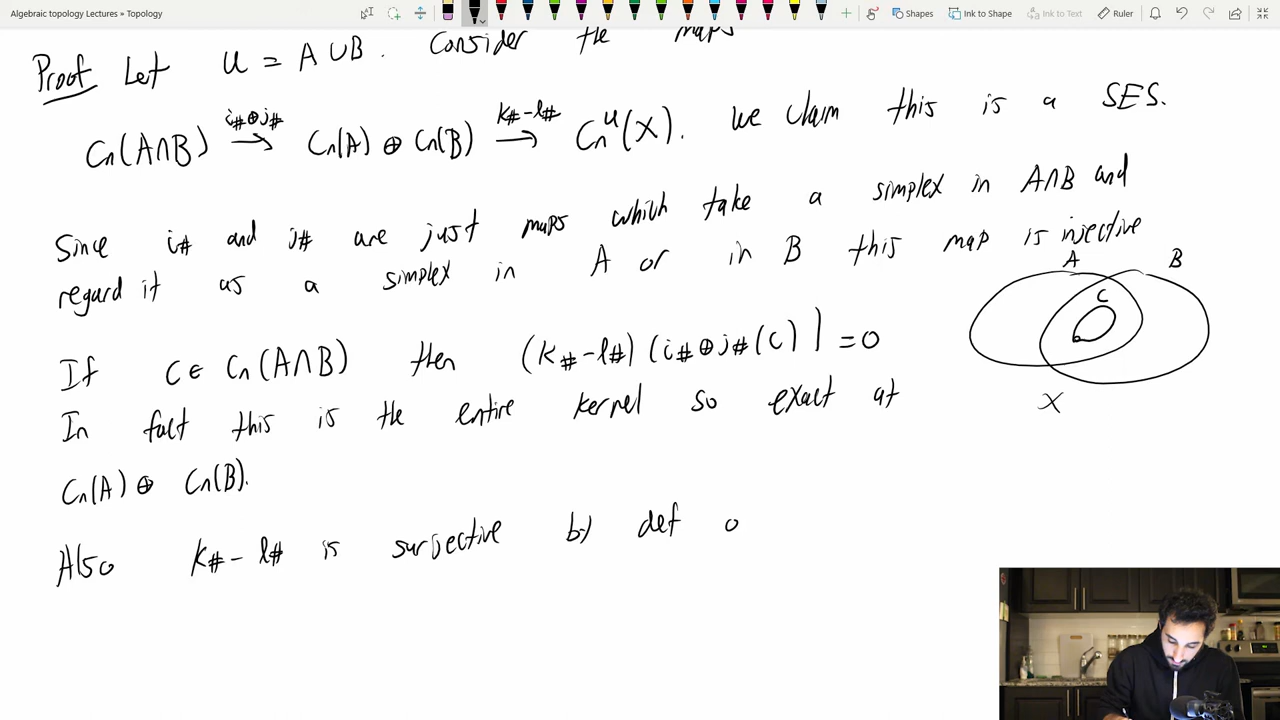 Algebraic topology Lectures » Topology
Shapes Ink to Shape Ink to Text Ruler
Proof Let U = A ∪ B. Consider the maps
i#⊕j# k#-l#
Cn(A∩B) → Cn(A) ⊕ Cn(B) → Cn^U(X). We claim this is a SES.
Since i# and j# are just maps which take a simplex in A∩B and
regard it as a simplex in A or in B this map is injective
A B
C
X
If C ∈ Cn(A∩B) then (k#-l#)(i#⊕j#(C)) = 0
In fact this is the entire kernel so exact at
Cn(A) ⊕ Cn(B).
Also k#-l# is surjective by def o